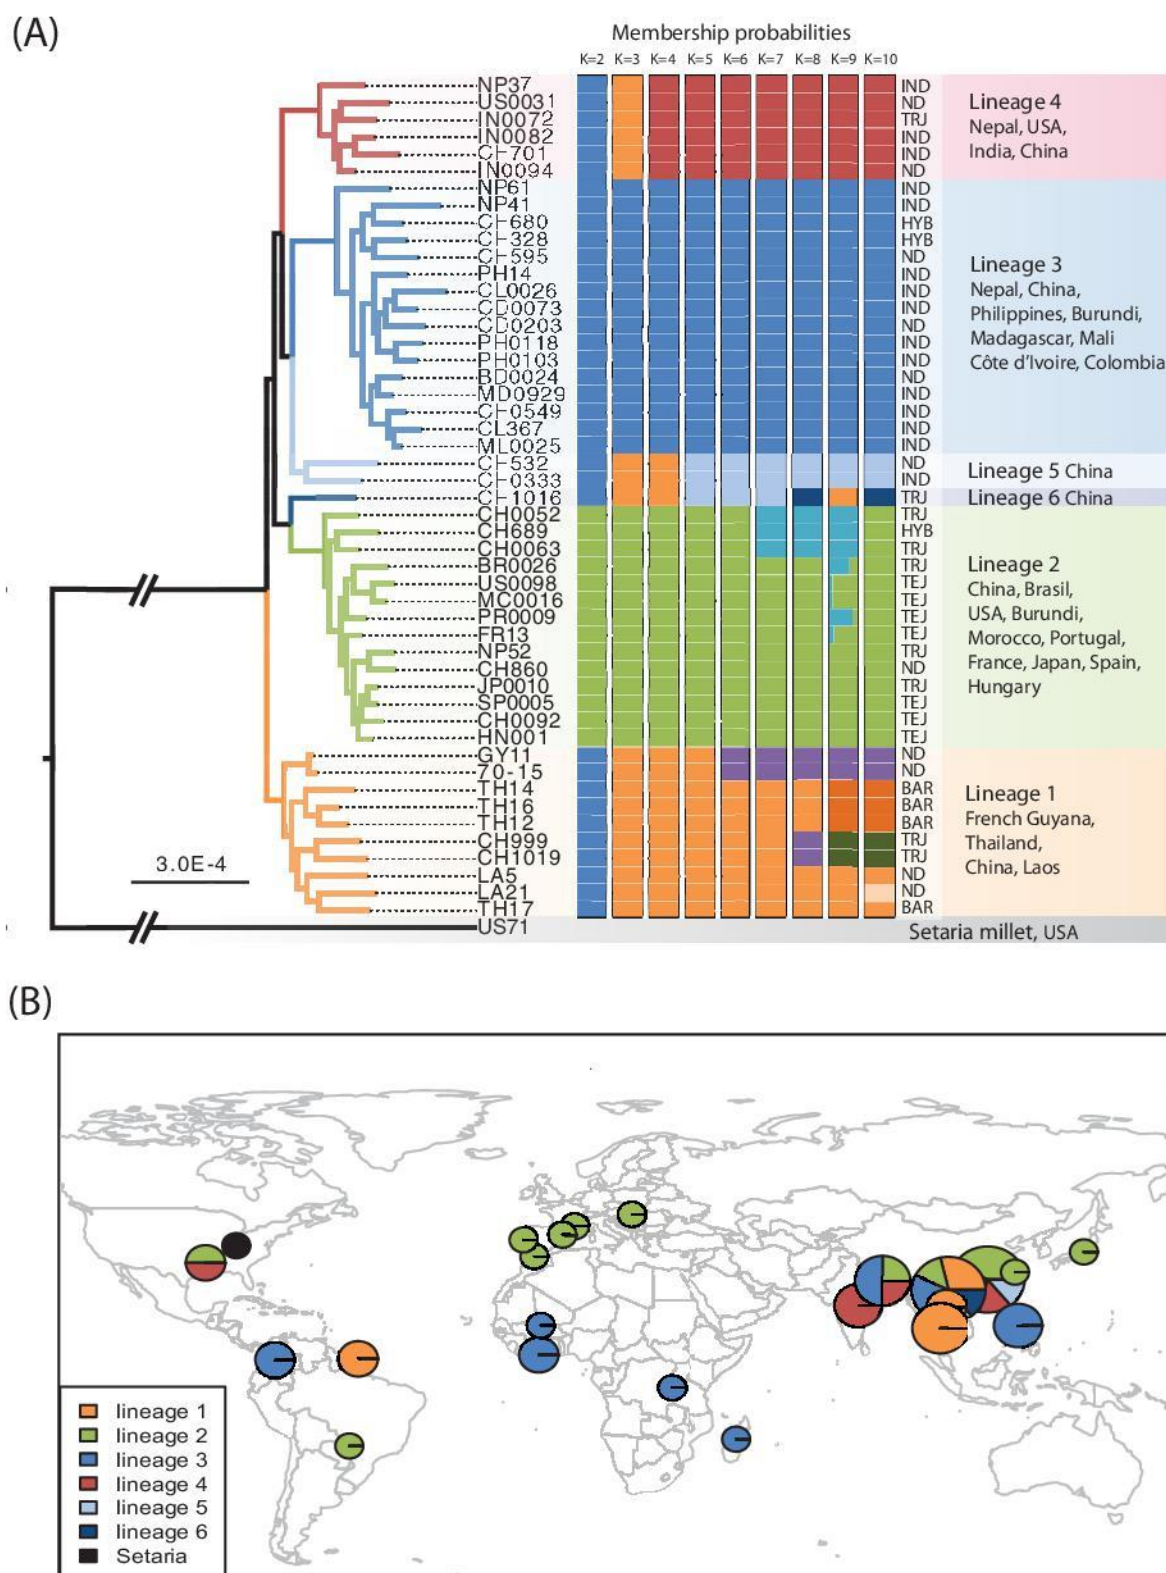 (A)
Membership probabilities
K=2 K=3 K=4 K=5 K=6 K=7 K=8 K=9 K=10
NP37 IND
US0031 ND
IN0072 TRJ
IN0082 IND
CH701 IND
IN0094 ND
Lineage 4
Nepal, USA,
India, China
NP61 IND
NP41 IND
CH680 HYB
CH328 HYB
CH595 ND
PH14 IND
CL0026 IND
CD0073 IND
CD0203 ND
PH0118 IND
PH0103 IND
BD0024 ND
MD0929 IND
CH0549 IND
CL367 IND
ML0025 IND
Lineage 3
Nepal, China,
Philippines, Burundi,
Madagascar, Mali
Côte d'Ivoire, Colombia
CH532 ND
CH0333 IND
Lineage 5 China
CH1016 TRJ
Lineage 6 China
CH0052 TRJ
CH689 HYB
CH0063 TRJ
BR0026 TRJ
US0098 TEJ
MC0016 TEJ
PR0009 TEJ
FR13 TEJ
NP52 TRJ
CH860 ND
JP0010 TRJ
SP0005 TEJ
CH0092 TEJ
HN001 TEJ
Lineage 2
China, Brasil,
USA, Burundi,
Morocco, Portugal,
France, Japan, Spain,
Hungary
GY11 ND
70-15 ND
TH14 BAR
TH16 BAR
TH12 BAR
CH999 TRJ
CH1019 TRJ
LA5 ND
LA21 ND
TH17 BAR
Lineage 1
French Guyana,
Thailand,
China, Laos
3.0E-4
US71
Setaria millet, USA
(B)
lineage 1
lineage 2
lineage 3
lineage 4
lineage 5
lineage 6
Setaria